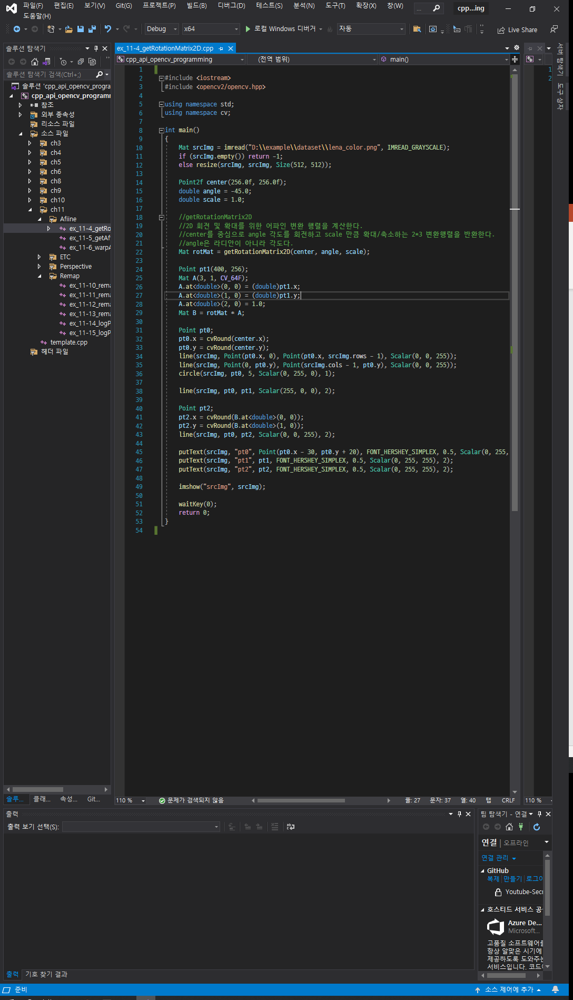 파일(F) 편집(E) 보기(V) Git(G) 프로젝트(P) 빌드(B) 디버그(D) 테스트(S) 분석(N) 도구(T) 확장(X) 창(W) ... cpp...ing
도움말(H)
Debug x64 로컬 Windows 디버거 자동 Live Share
솔루션 탐색기
솔루션 탐색기 검색(Ctrl+;)
솔루션 'cpp_api_opencv_progra
cpp_api_opencv_program
참조
외부 종속성
리소스 파일
소스 파일
ch3
ch4
ch5
ch6
ch8
ch9
ch10
ch11
Afiine
ex_11-4_getRo
ex_11-5_getAf
ex_11-6_warpA
ETC
Perspective
Remap
ex_11-10_rema
ex_11-11_rema
ex_11-12_rema
ex_11-13_rema
ex_11-14_logP
ex_11-15_logP
template.cpp
헤더 파일
솔루... 클래... 속성... Git...
ex_11-4_getRotationMatrix2D.cpp
cpp_api_opencv_programming (전역 범위) main()
1
2 #include <iostream>
3 #include <opencv2/opencv.hpp>
4
5 using namespace std;
6 using namespace cv;
7
8 int main()
9 {
10 Mat srcImg = imread("D:\\example\\dataset\\lena_color.png", IMREAD_GRAYSCALE);
11 if (srcImg.empty()) return -1;
12 else resize(srcImg, srcImg, Size(512, 512));
13
14 Point2f center(256.0f, 256.0f);
15 double angle = -45.0;
16 double scale = 1.0;
17
18 //getRotationMatrix2D
19 //2D 회전 및 확대를 위한 어파인 변환 행렬을 계산한다.
20 //center를 중심으로 angle 각도를 회전하고 scale 만큼 확대/축소하는 2*3 변환행렬을 반환한다.
21 //angle은 라디안이 아니라 각도다.
22 Mat rotMat = getRotationMatrix2D(center, angle, scale);
23
24 Point pt1(400, 256);
25 Mat A(3, 1, CV_64F);
26 A.at<double>(0, 0) = (double)pt1.x;
27 A.at<double>(1, 0) = (double)pt1.y;
28 A.at<double>(2, 0) = 1.0;
29 Mat B = rotMat * A;
30
31 Point pt0;
32 pt0.x = cvRound(center.x);
33 pt0.y = cvRound(center.y);
34 line(srcImg, Point(pt0.x, 0), Point(pt0.x, srcImg.rows - 1), Scalar(0, 0, 255));
35 line(srcImg, Point(0, pt0.y), Point(srcImg.cols - 1, pt0.y), Scalar(0, 0, 255));
36 circle(srcImg, pt0, 5, Scalar(0, 255, 0), 1);
37
38 line(srcImg, pt0, pt1, Scalar(255, 0, 0), 2);
39
40 Point pt2;
41 pt2.x = cvRound(B.at<double>(0, 0));
42 pt2.y = cvRound(B.at<double>(1, 0));
43 line(srcImg, pt0, pt2, Scalar(0, 0, 255), 2);
44
45 putText(srcImg, "pt0", Point(pt0.x - 30, pt0.y + 20), FONT_HERSHEY_SIMPLEX, 0.5, Scalar(0, 255,
46 putText(srcImg, "pt1", pt1, FONT_HERSHEY_SIMPLEX, 0.5, Scalar(0, 255, 255), 2);
47 putText(srcImg, "pt2", pt2, FONT_HERSHEY_SIMPLEX, 0.5, Scalar(0, 255, 255), 2);
48
49 imshow("srcImg", srcImg);
50
51 waitKey(0);
52 return 0;
53 }
54
110 % 문제가 검색되지 않음 줄: 27 문자: 37 열: 40 탭 CRLF
1
2
110 %
서버 탐색기
도구 상자
출력
출력 보기 선택(S):
출력 기호 찾기 결과
팀 탐색기 - 연결
연결 | 오프라인
연결 관리
GitHub
복제 만들기 로그아
Youtube-Secr
호스티드 서비스 공
Azure De...
Microsoft...
고품질 소프트웨어를
항상 알맞은 시기에
제공하도록 도와주는
서비스입니다. 코드
준비 소스 제어에 추가